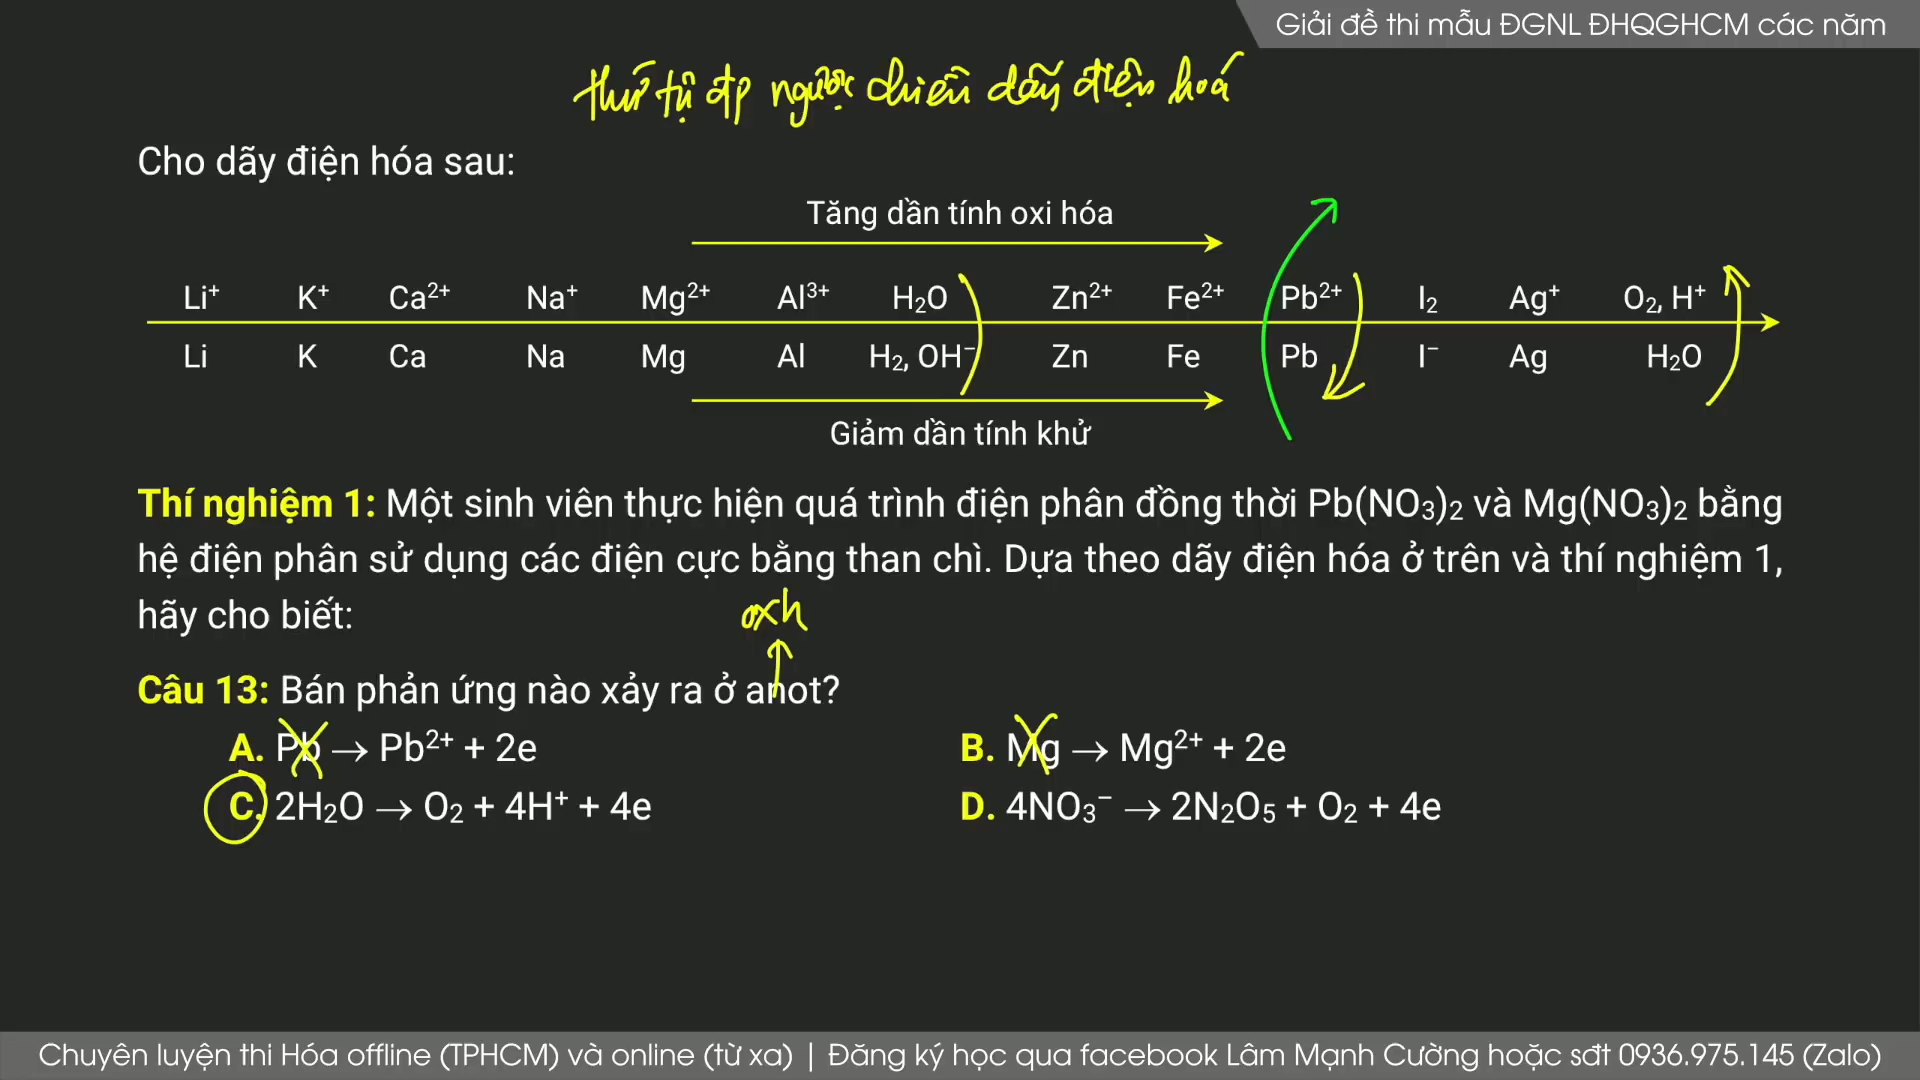 Giải đề thi mẫu ĐGNL ĐHQGHCM các năm
thứ tự đp ngược chiều dãy điện hoá
Cho dãy điện hóa sau:
Tăng dần tính oxi hóa
Li⁺ K⁺ Ca²⁺ Na⁺ Mg²⁺ Al³⁺ H₂O Zn²⁺ Fe²⁺ Pb²⁺ I₂ Ag⁺ O₂, H⁺
Li K Ca Na Mg Al H₂, OH⁻ Zn Fe Pb I⁻ Ag H₂O
Giảm dần tính khử
Thí nghiệm 1: Một sinh viên thực hiện quá trình điện phân đồng thời Pb(NO₃)₂ và Mg(NO₃)₂ bằng
hệ điện phân sử dụng các điện cực bằng than chì. Dựa theo dãy điện hóa ở trên và thí nghiệm 1,
hãy cho biết:
oxh
Câu 13: Bán phản ứng nào xảy ra ở anot?
A. Pb → Pb²⁺ + 2e B. Mg → Mg²⁺ + 2e
C. 2H₂O → O₂ + 4H⁺ + 4e D. 4NO₃⁻ → 2N₂O₅ + O₂ + 4e
Chuyên luyện thi Hóa offline (TPHCM) và online (từ xa) | Đăng ký học qua facebook Lâm Mạnh Cường hoặc sđt 0936.975.145 (Zalo)